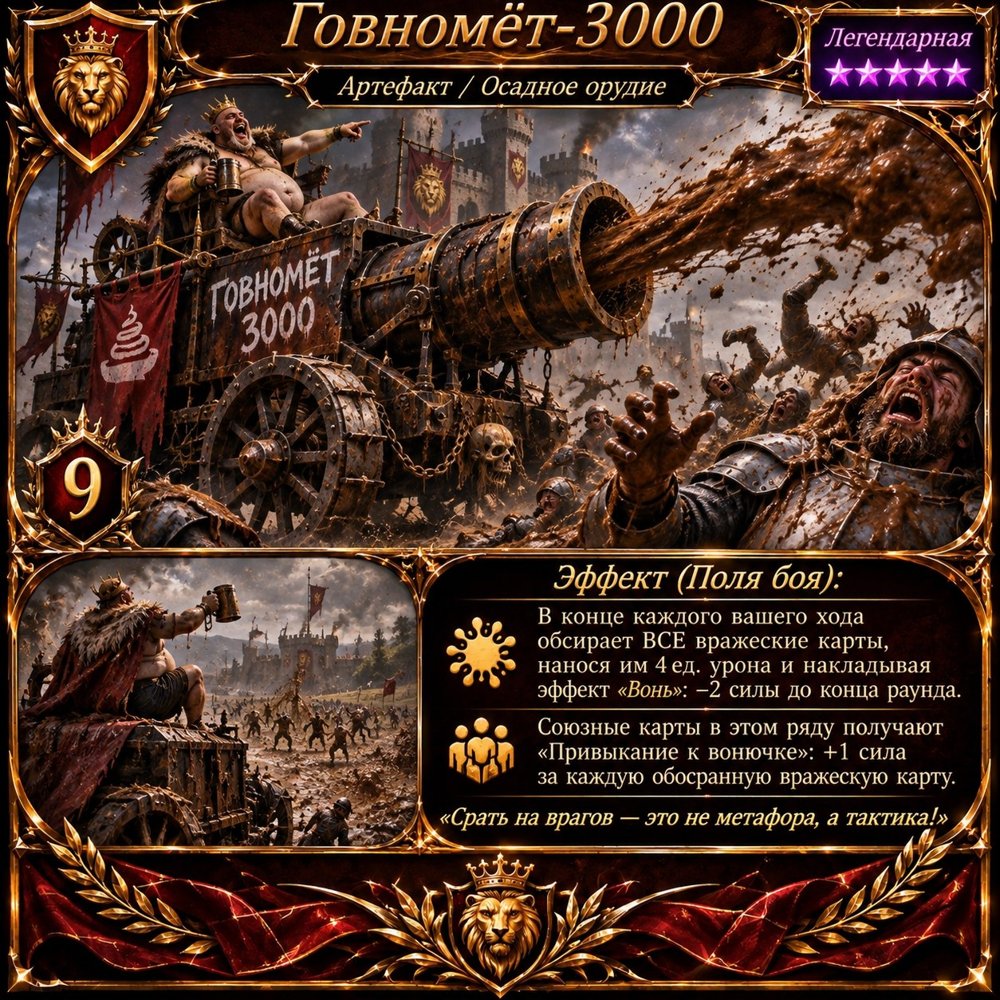 Говномёт-3000
Легендарная
Артефакт / Осадное орудие
ГОВНОМЁТ
3000
9
Эффект (Поля боя):
В конце каждого вашего хода
обсирает ВСЕ вражеские карты,
нанося им 4 ед. урона и накладывая
эффект «Вонь»: –2 силы до конца раунда.
Союзные карты в этом ряду получают
«Привыкание к вонючке»: +1 сила
за каждую обосранную вражескую карту.
«Срать на врагов — это не метафора, а тактика!»